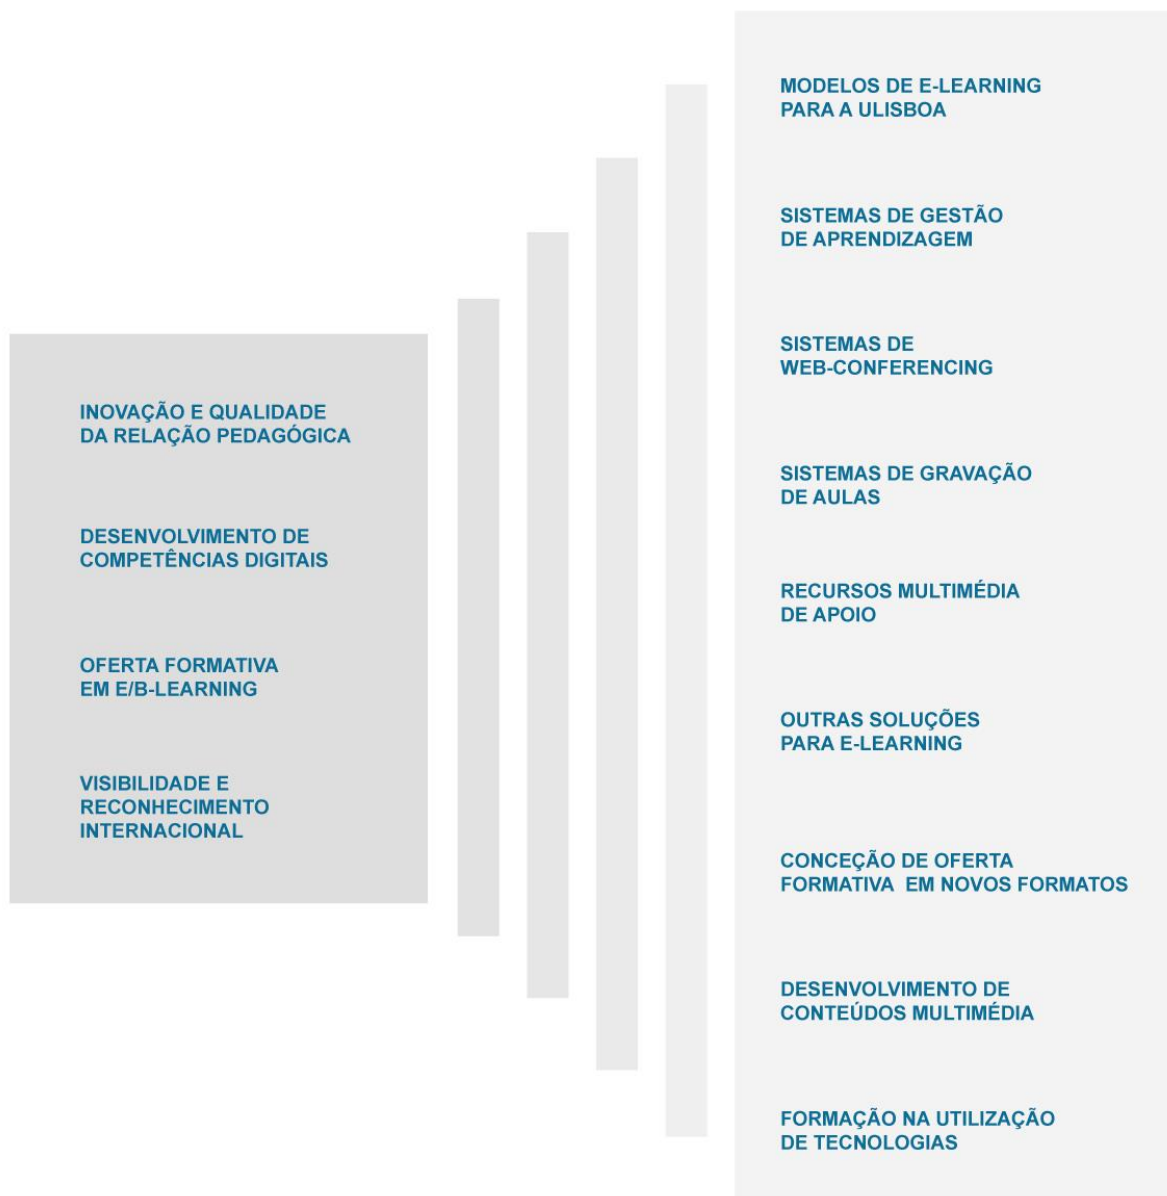 INOVAÇÃO E QUALIDADE
DA RELAÇÃO PEDAGÓGICA
DESENVOLVIMENTO DE
COMPETÊNCIAS DIGITAIS
OFERTA FORMATIVA
EM E/B-LEARNING
VISIBILIDADE E
RECONHECIMENTO
INTERNACIONAL
MODELOS DE E-LEARNING
PARA A ULISBOA
SISTEMAS DE GESTÃO
DE APRENDIZAGEM
SISTEMAS DE
WEB-CONFERENCING
SISTEMAS DE GRAVAÇÃO
DE AULAS
RECURSOS MULTIMÉDIA
DE APOIO
OUTRAS SOLUÇÕES
PARA E-LEARNING
CONCEÇÃO DE OFERTA
FORMATIVA EM NOVOS FORMATOS
DESENVOLVIMENTO DE
CONTEÚDOS MULTIMÉDIA
FORMAÇÃO NA UTILIZAÇÃO
DE TECNOLOGIAS